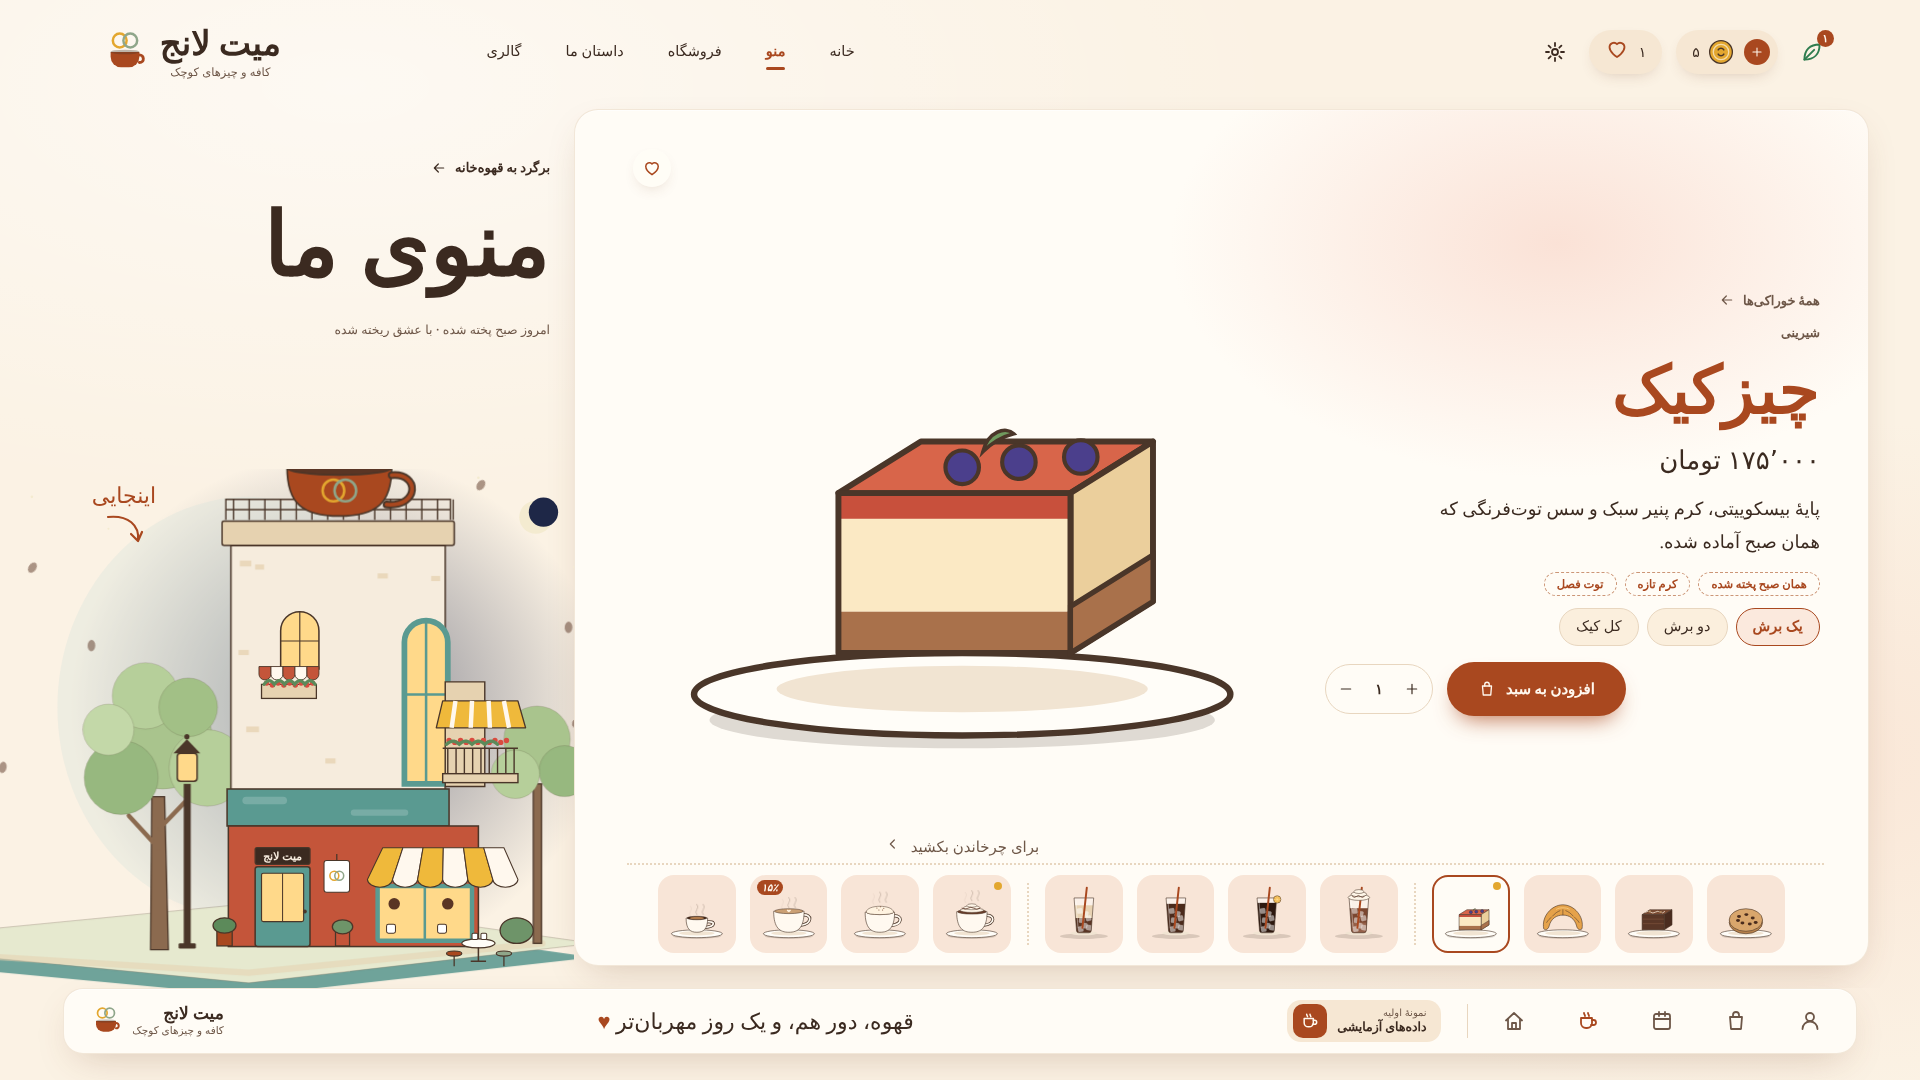 میت لانج
کافه و چیزهای کوچک
خانه
منو
فروشگاه
داستان ما
گالری
۱
۵
۱
برگرد به قهوه‌خانه
منوی ما
امروز صبح پخته شده · با عشق ریخته شده
اینجایی
میت لانج
همهٔ خوراکی‌ها
شیرینی
چیزکیک
۱۷۵٬۰۰۰ تومان
پایهٔ بیسکوییتی، کرم پنیر سبک و سس توت‌فرنگی که
همان صبح آماده شده.
همان صبح پخته شده
کرم تازه
توت فصل
یک برش
دو برش
کل کیک
افزودن به سبد
+ ۱ −
برای چرخاندن بکشید
۱۵٪
میت لانج
کافه و چیزهای کوچک
قهوه، دور هم، و یک روز مهربان‌تر ♥
نمونهٔ اولیه
داده‌های آزمایشی